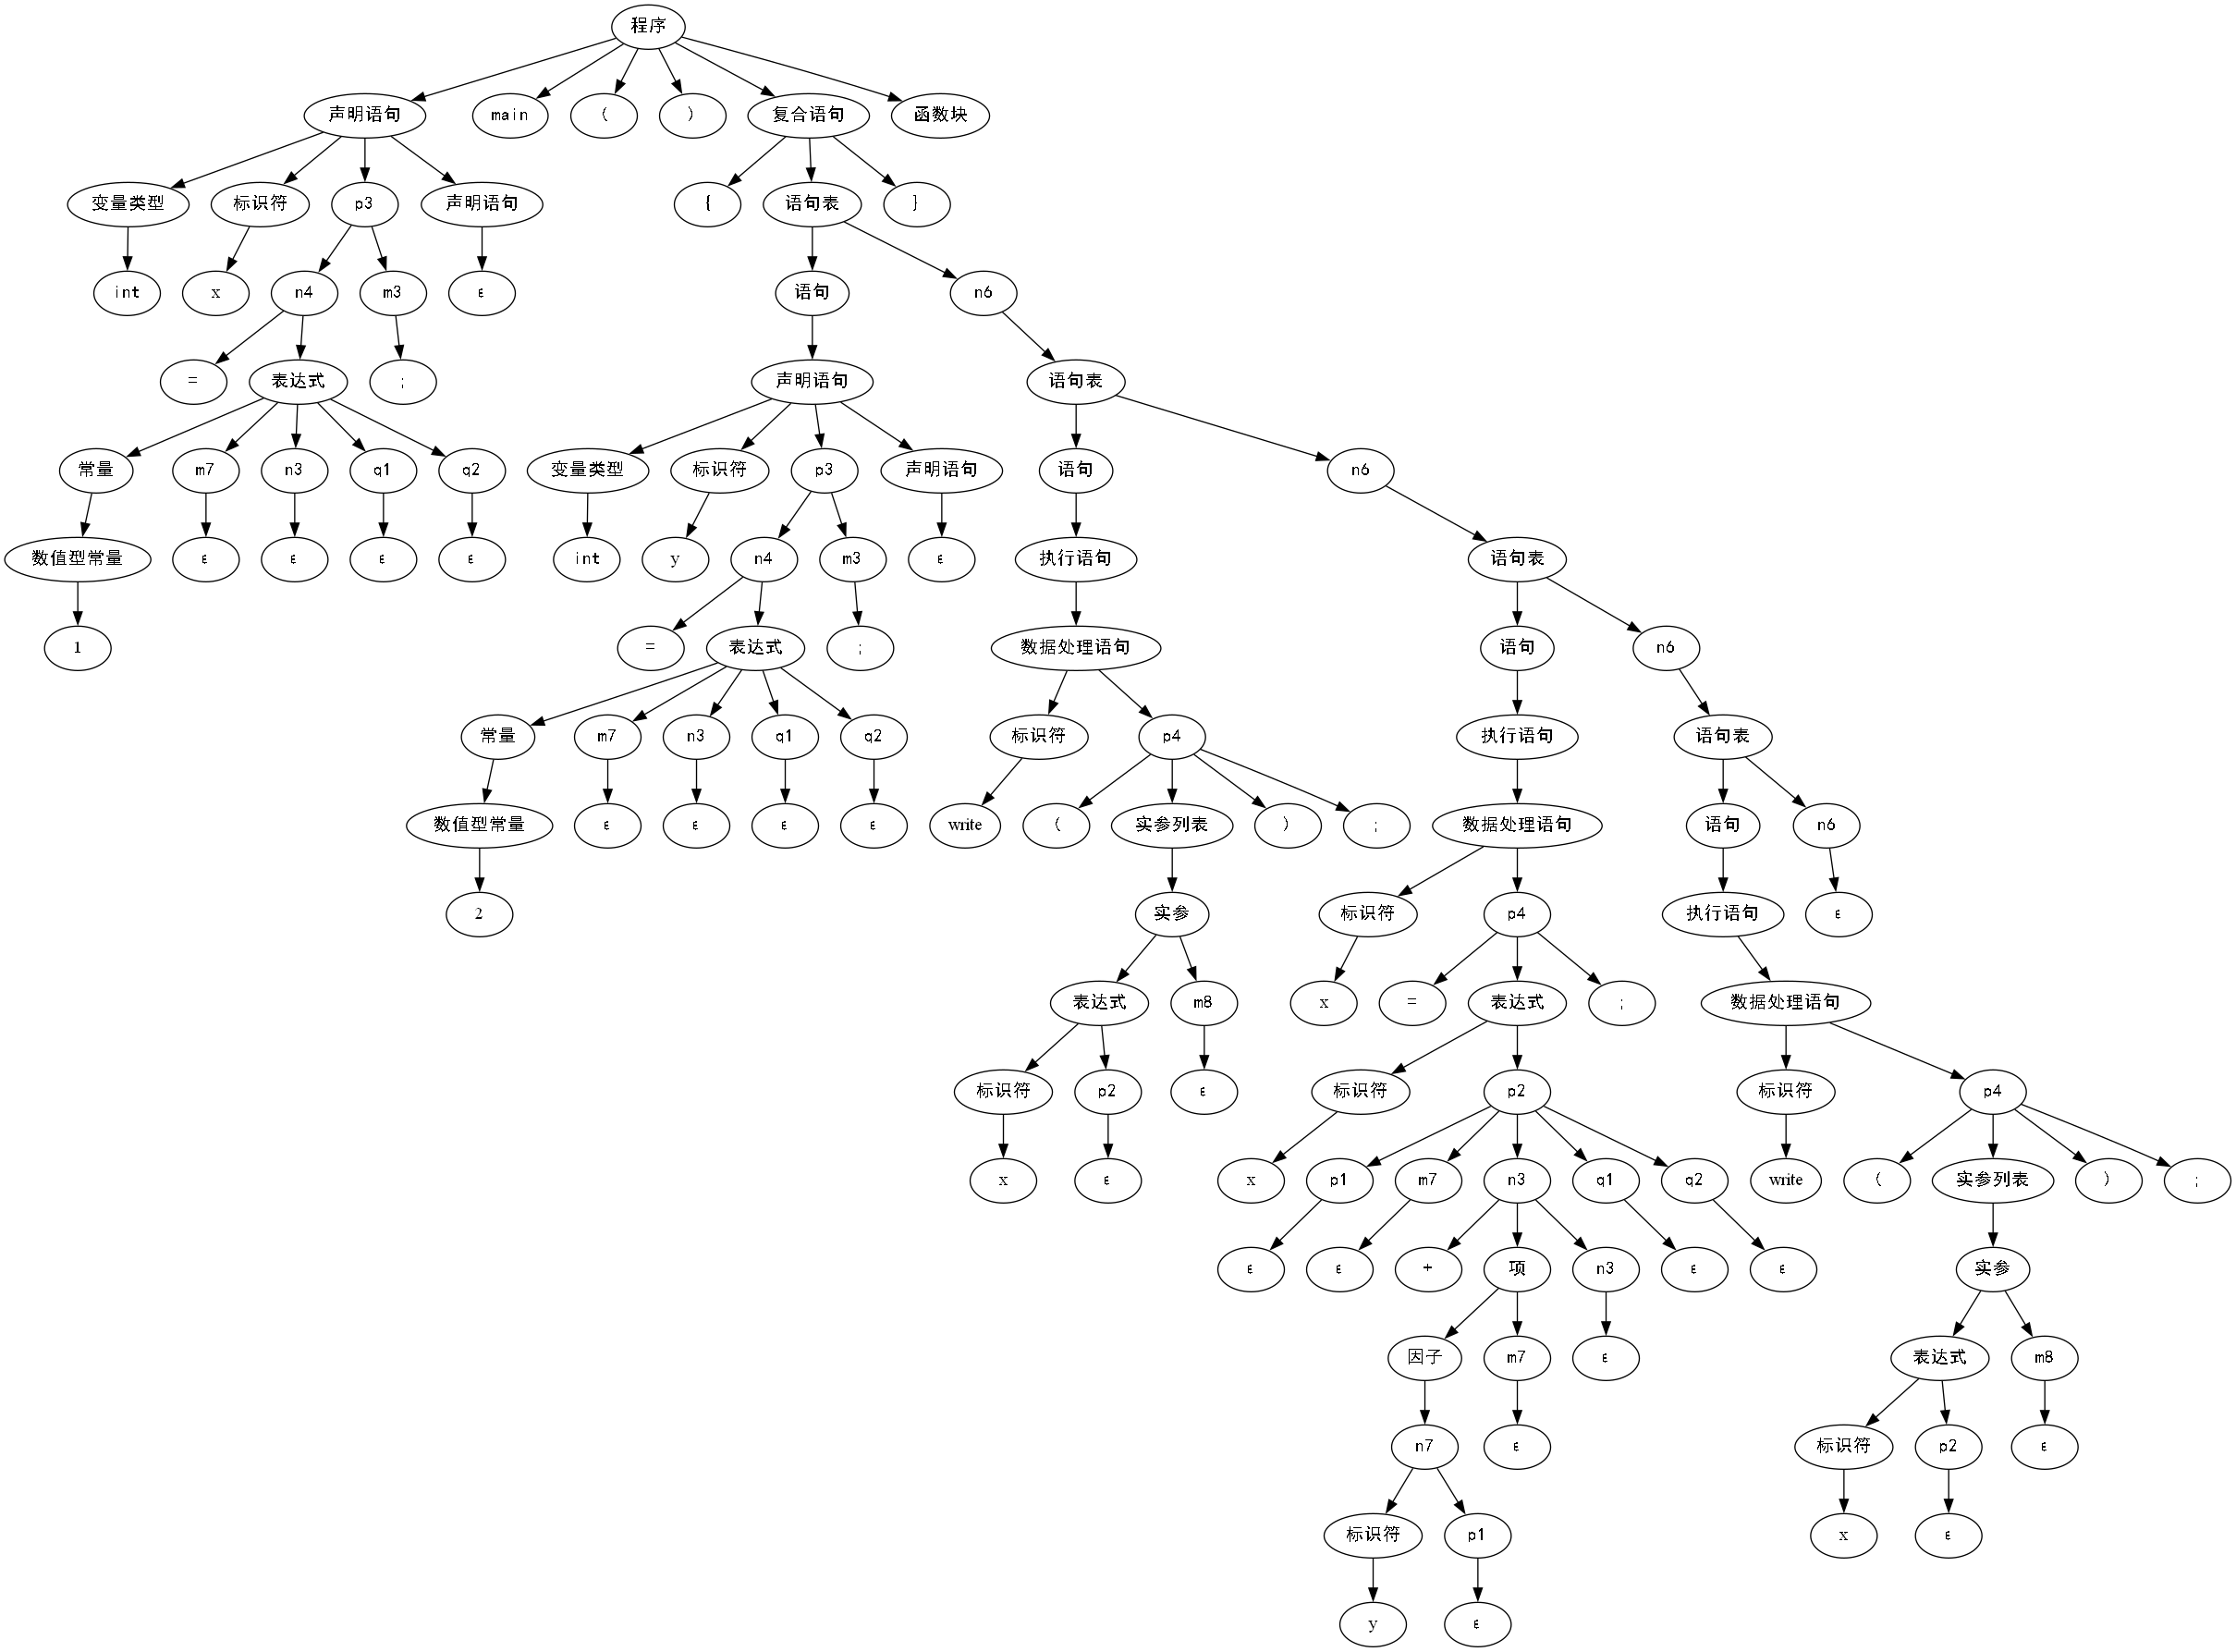 程序
声明语句 main ( ) 复合语句 函数块
变量类型 标识符 p3 声明语句 { 语句表 }
int x n4 m3 ε 语句 n6
= 表达式 ; 声明语句 语句表
常量 m7 n3 q1 q2 变量类型 标识符 p3 声明语句 语句 n6
数值型常量 ε ε ε ε int y n4 m3 ε 执行语句 语句表
1 = 表达式 ; 数据处理语句 语句 n6
常量 m7 n3 q1 q2 标识符 p4 执行语句 语句表
数值型常量 ε ε ε ε write ( 实参列表 ) ; 数据处理语句 语句 n6
2 实参 标识符 p4 执行语句 ε
表达式 m8 x = 表达式 ; 数据处理语句
标识符 p2 ε 标识符 p2 标识符 p4
x ε x p1 m7 n3 q1 q2 write ( 实参列表 ) ;
ε ε + 项 n3 ε ε 实参
因子 m7 ε 表达式 m8
n7 ε 标识符 p2 ε
标识符 p1 x ε
y ε